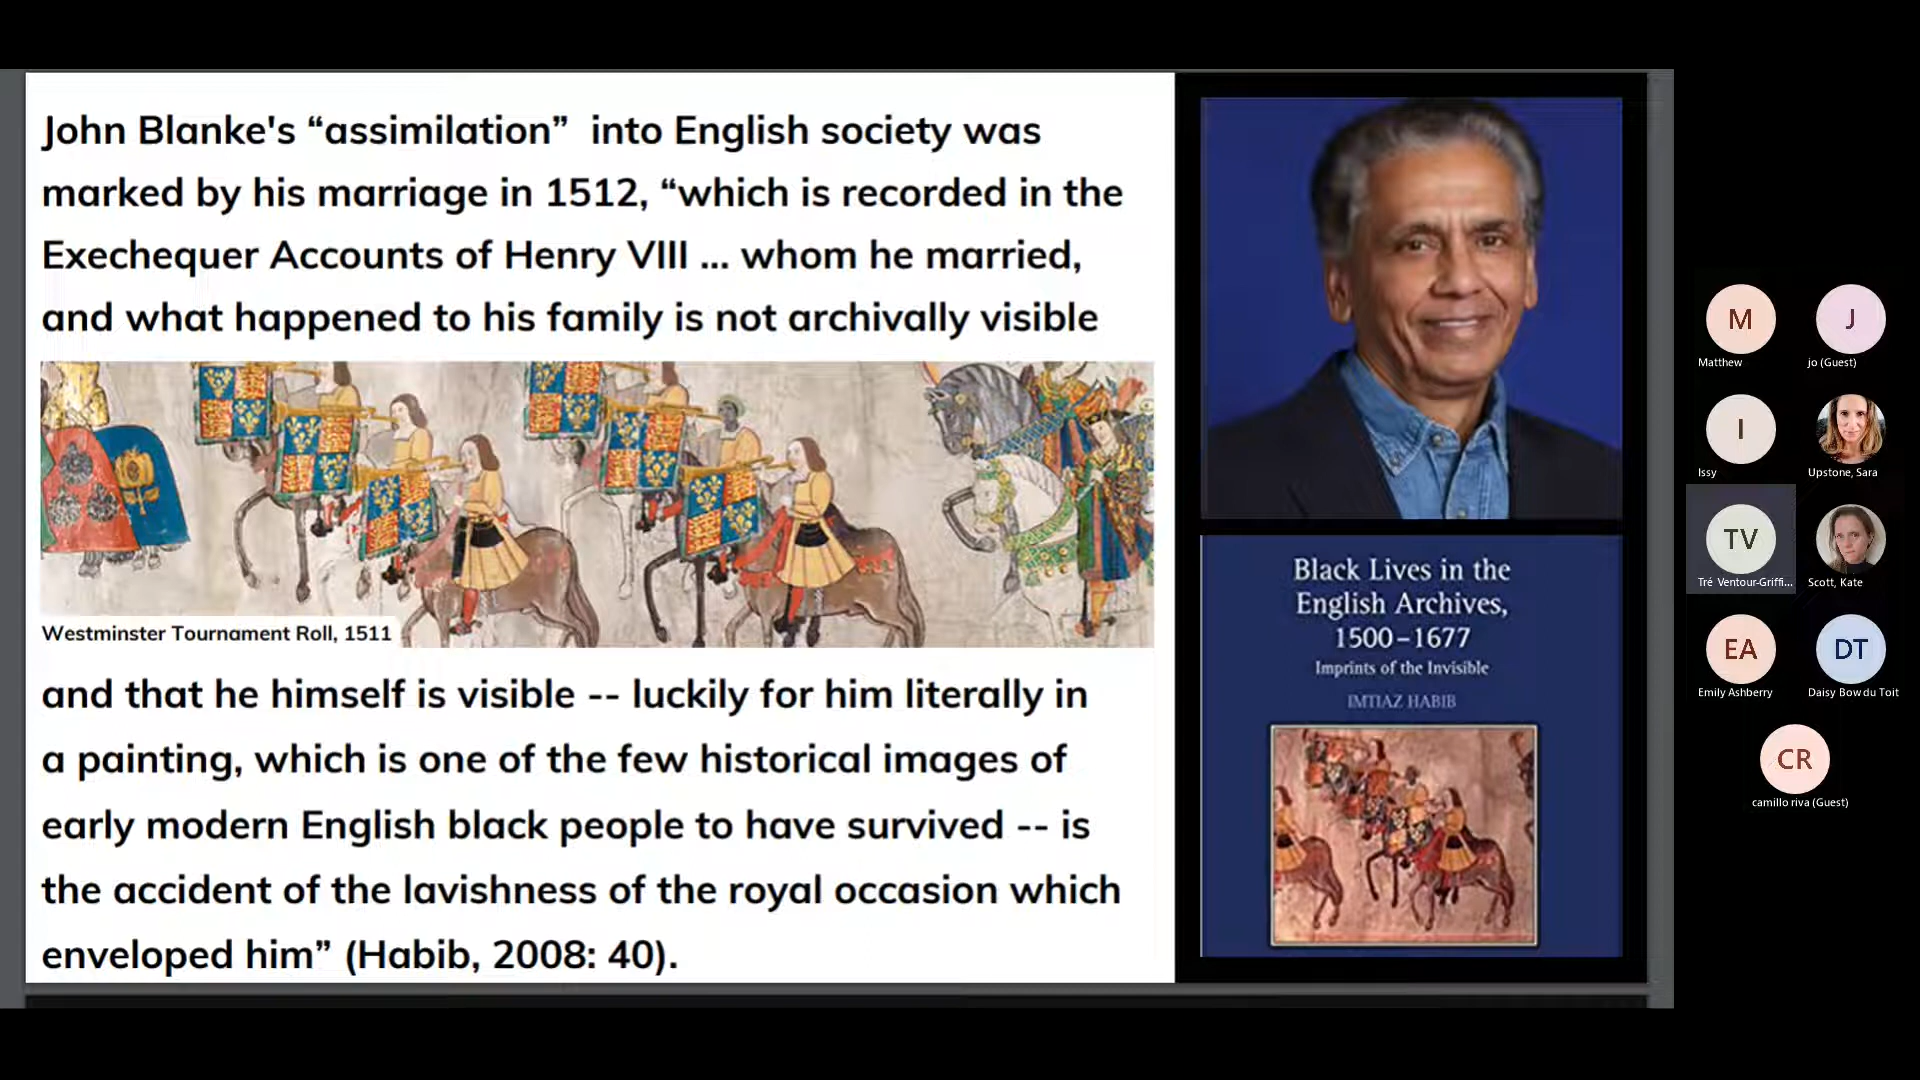 John Blanke's “assimilation”  into English society was
marked by his marriage in 1512, “which is recorded in the
Exechequer Accounts of Henry VIII ... whom he married,
and what happened to his family is not archivally visible
Westminster Tournament Roll, 1511
and that he himself is visible -- luckily for him literally in
a painting, which is one of the few historical images of
early modern English black people to have survived -- is
the accident of the lavishness of the royal occasion which
enveloped him” (Habib, 2008: 40).
Black Lives in the
English Archives,
1500–1677
Imprints of the Invisible
IMTIAZ HABIB
M
Matthew
J
jo (Guest)
I
Issy
Upstone, Sara
TV
Tré Ventour-Griffi...
Scott, Kate
EA
Emily Ashberry
DT
Daisy Bow du Toit
CR
camillo riva (Guest)